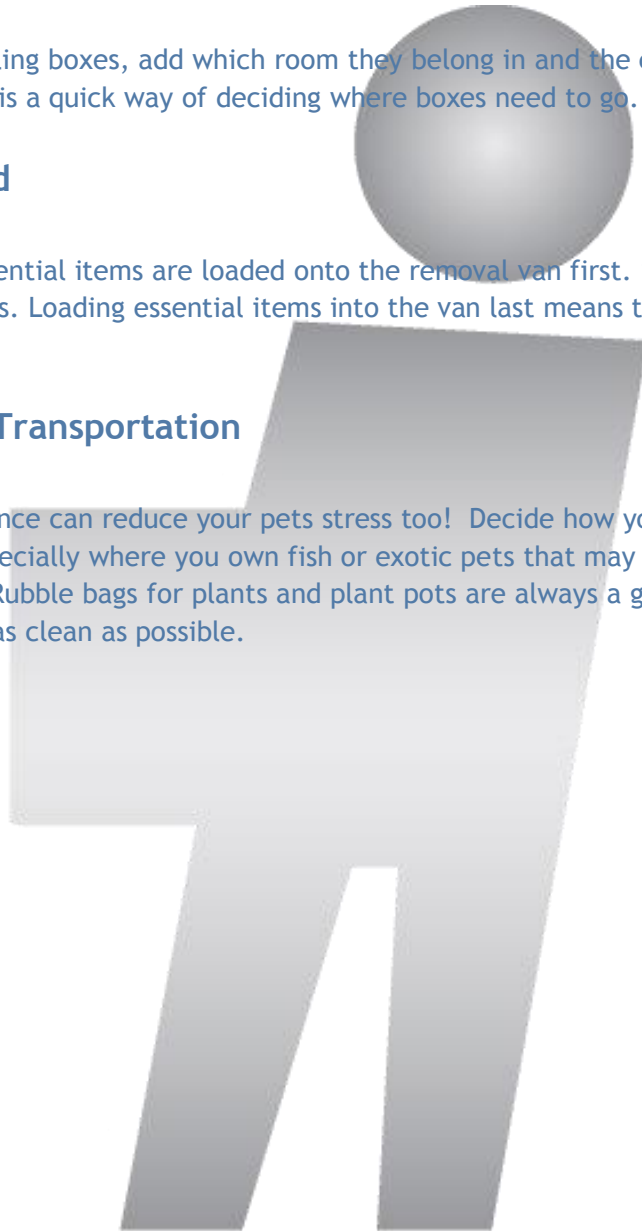 ling boxes, add which room they belong in and the
is a quick way of deciding where boxes need to go.
d
ential items are loaded onto the removal van first.
s. Loading essential items into the van last means t
Transportation
nce can reduce your pets stress too! Decide how yo
pecially where you own fish or exotic pets that may
Rubble bags for plants and plant pots are always a g
as clean as possible.